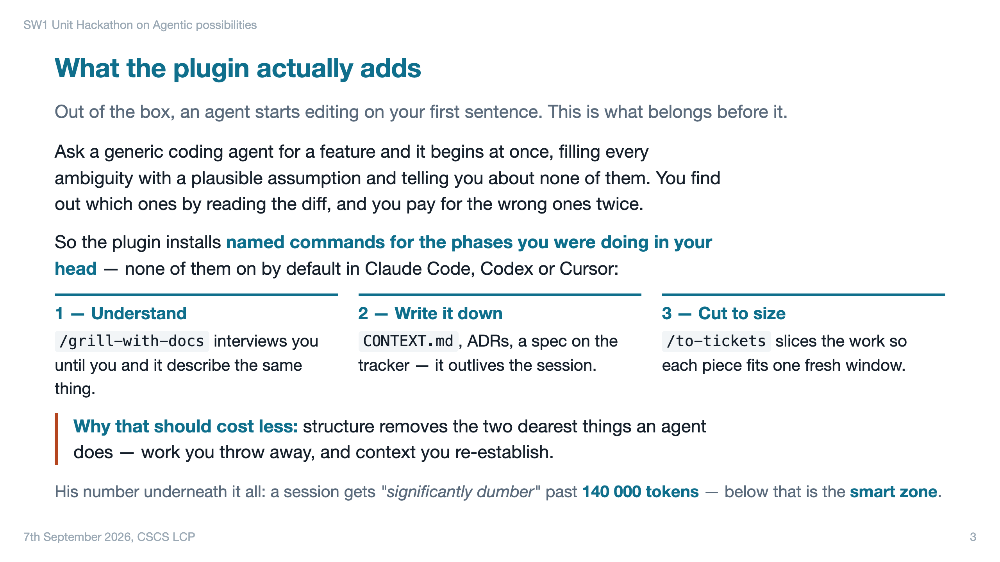 SW1 Unit Hackathon on Agentic possibilities
What the plugin actually adds
Out of the box, an agent starts editing on your first sentence. This is what belongs before it.
Ask a generic coding agent for a feature and it begins at once, filling every
ambiguity with a plausible assumption and telling you about none of them. You find
out which ones by reading the diff, and you pay for the wrong ones twice.
So the plugin installs named commands for the phases you were doing in your
head — none of them on by default in Claude Code, Codex or Cursor:
1 — Understand
/grill-with-docs interviews you
until you and it describe the same
thing.
2 — Write it down
CONTEXT.md, ADRs, a spec on the
tracker — it outlives the session.
3 — Cut to size
/to-tickets slices the work so
each piece fits one fresh window.
Why that should cost less: structure removes the two dearest things an agent
does — work you throw away, and context you re-establish.
His number underneath it all: a session gets "significantly dumber" past 140 000 tokens — below that is the smart zone.
7th September 2026, CSCS LCP
3